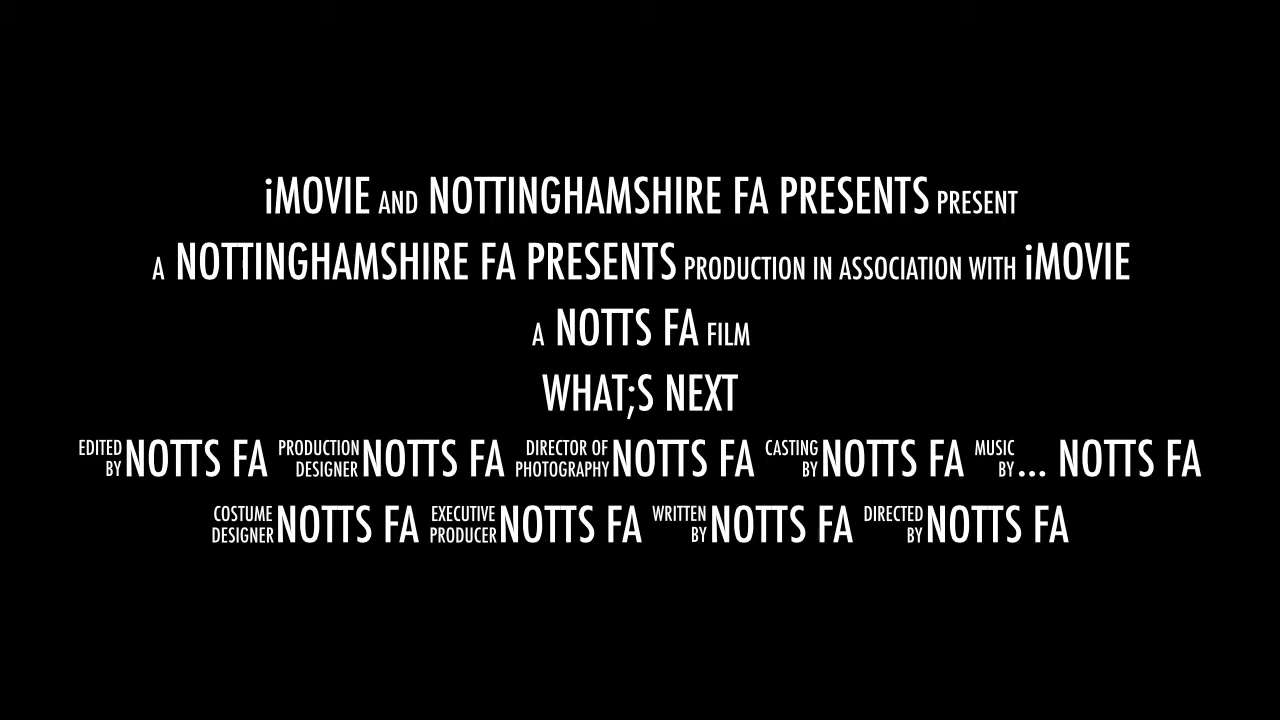 iMOVIE AND NOTTINGHAMSHIRE FA PRESENTS PRESENT
A NOTTINGHAMSHIRE FA PRESENTS PRODUCTION IN ASSOCIATION WITH iMOVIE
A NOTTS FA FILM
WHAT;S NEXT
EDITED BY NOTTS FA PRODUCTION DESIGNER NOTTS FA DIRECTOR OF PHOTOGRAPHY NOTTS FA CASTING BY NOTTS FA MUSIC BY ... NOTTS FA
COSTUME DESIGNER NOTTS FA EXECUTIVE PRODUCER NOTTS FA WRITTEN BY NOTTS FA DIRECTED BY NOTTS FA